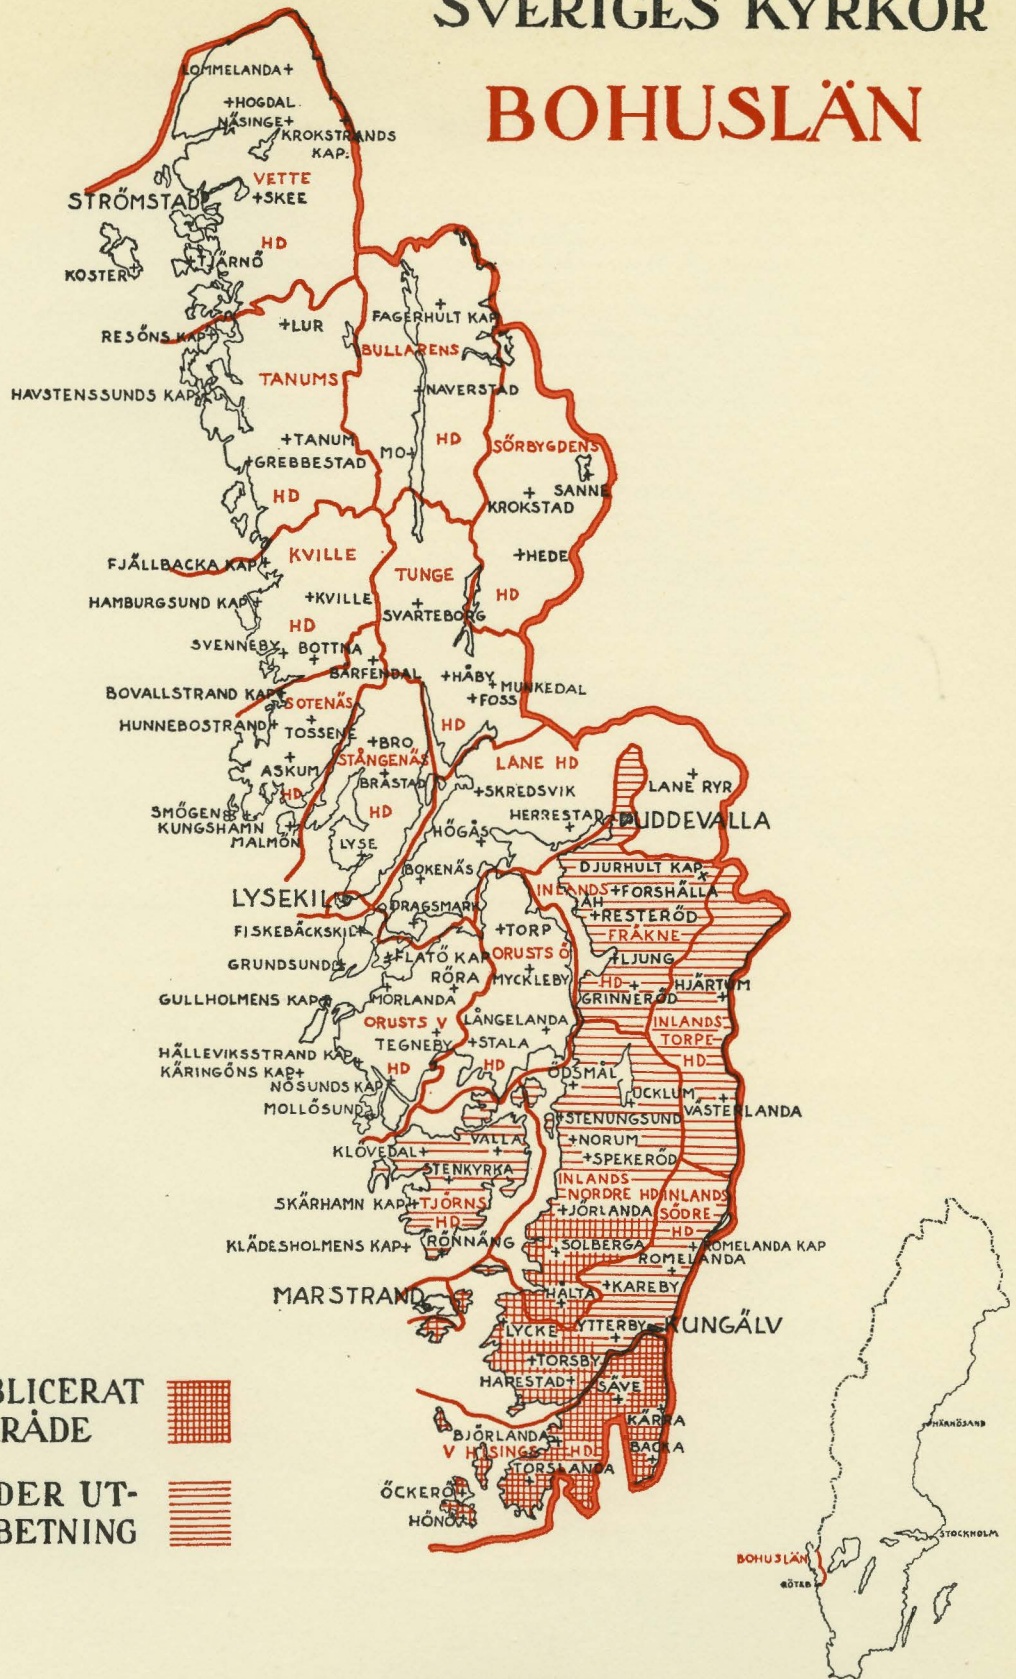 SVERIGES KYRKOR
BOHUSLÄN
LOMMELANDA
HOGDAL
NÄSINGE
KROKSTRANDS
KAP.
VETTE
SKEE
STRÖMSTAD
HD
TJÄRNÖ
KOSTER
FAGERHULT KAP
LUR
RESÖNS KAP
BULLARENS
TANUMS
NAVERSTAD
HAVSTENSSUNDS KAP
TANUM
HD
SÖRBYGDENS
MO
GREBBESTAD
SANNE
HD
KROKSTAD
KVILLE
HEDE
FJÄLLBACKA KAP
TUNGE
HD
KVILLE
HAMBURGSUND KAP
SVARTEBORG
HD
SVENNEBY
BOTTNA
BÄRFENDAL
HÅBY
MUNKEDAL
BOVALLSTRAND KAP
SOTENÄS
FOSS
HUNNEBOSTRAND
TOSSENE
HD
BRO
STÅNGENÄS
LANE HD
ASKUM
BRASTAD
LANE RYR
HD
SKREDSVIK
SMÖGEN
HD
HERRESTAD
UDDEVALLA
KUNGSHAMN
MALMÖN
LYSE
HÖGÅS
BOKENÄS
DJURHULT KAP
LYSEKIL
INLANDS
FORSHÄLLA
DRAGSMARK
RESTERÖD
FISKEBÄCKSKIL
TORP
FRÄKNE
GRUNDSUND
FLATÖ KAP
ORUSTS Ö
LJUNG
RÖRA
MYCKLEBY
HD
HJÄRTUM
GULLHOLMENS KAP
MORLANDA
GRINNERÖD
ORUSTS V
LÅNGELANDA
INLANDS
TORPE
TEGNEBY
STALA
HD
HÄLLEVIKSSTRAND KAP
HD
HD
ÖDSMÅL
KÄRINGÖNS KAP
NÖSUNDS KAP
UCKLUM
MOLLÖSUND
STENUNGSUND
VÄSTERLANDA
KLÖVEDAL
VALLA
NORUM
STENKYRKA
SPEKERÖD
INLANDS
SKÄRHAMN KAP
TJÖRNS
NORDRE HD
INLANDS
HD
JÖRLANDA
SÖDRE
HD
KLÄDESHOLMENS KAP
RÖNNÄNG
SOLBERGA
ROMELANDA KAP
ROMELANDA
MARSTRAND
HÅLTA
KAREBY
LYCKE
YTTERBY
KUNGÄLV
TORSBY
HARESTAD
SÄVE
BJÖRLANDA
KÄRRA
V HISINGS HD
BACKA
TORSLANDA
ÖCKERÖ
HÖNÖ
BLICERAT
RÅDE
DER UT-
BETNING
HÄRNÖSAND
STOCKHOLM
BOHUSLÄN